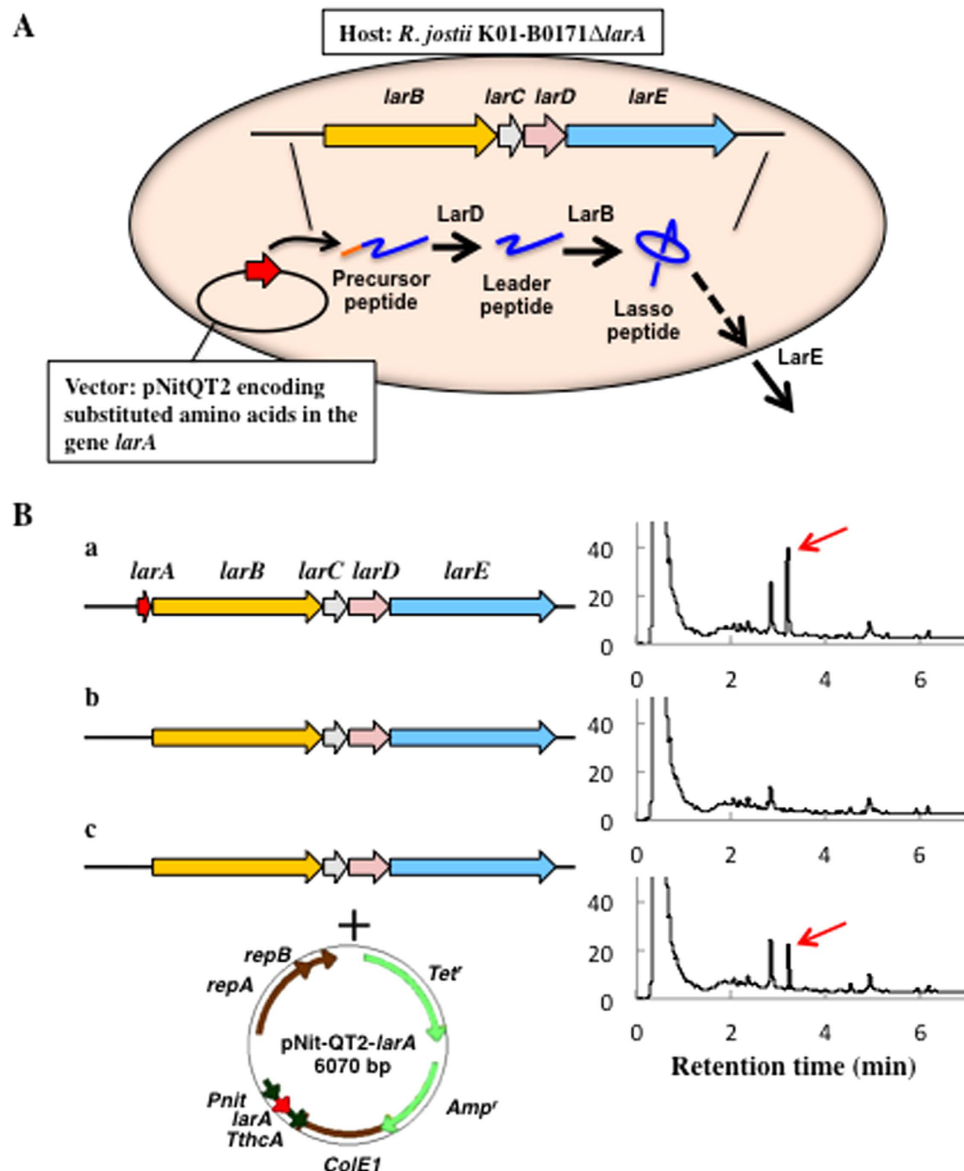 A
Host: R. jostii K01-B0171ΔlarA
larB larC larD larE
LarD LarB
Precursor
peptide
Leader
peptide
Lasso
peptide
LarE
Vector: pNitQT2 encoding
substituted amino acids in the
gene larA
B
a
larA larB larC larD larE
40
20
0
0 2 4 6
b
40
20
0
0 2 4 6
c
40
20
0
0 2 4 6
Retention time (min)
+
repB
repA
Tetr
pNit-QT2-larA
6070 bp
Pnit
larA
TthcA
Ampr
ColE1